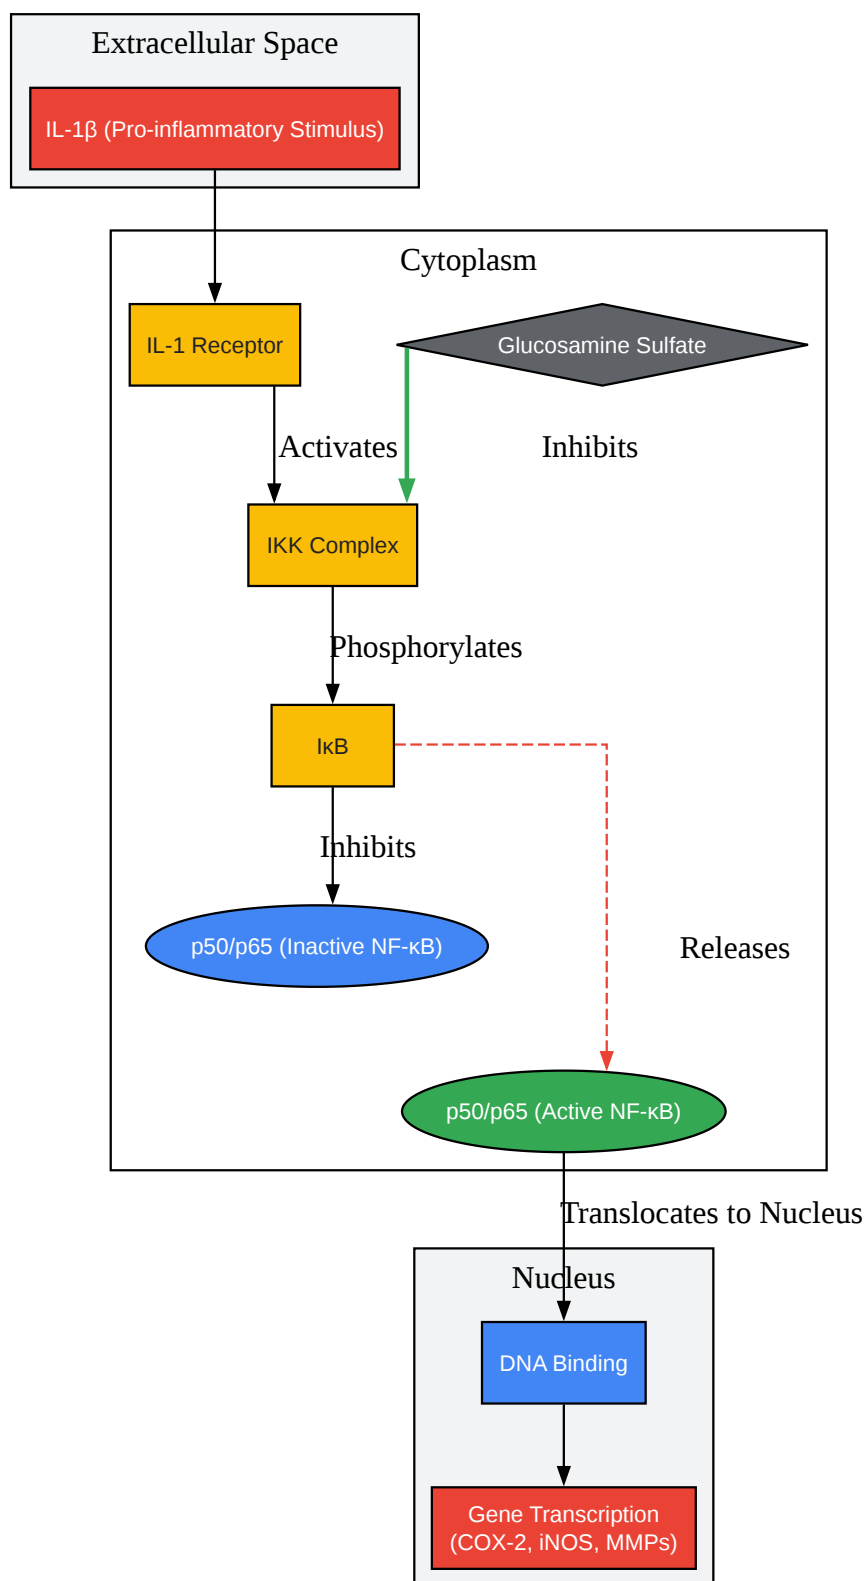 Extracellular Space
IL-1β (Pro-inflammatory Stimulus)
Cytoplasm
IL-1 Receptor
Glucosamine Sulfate
Activates
Inhibits
IKK Complex
Phosphorylates
IκB
Inhibits
p50/p65 (Inactive NF-κB)
Releases
p50/p65 (Active NF-κB)
Translocates to Nucleus
Nucleus
DNA Binding
Gene Transcription
(COX-2, iNOS, MMPs)